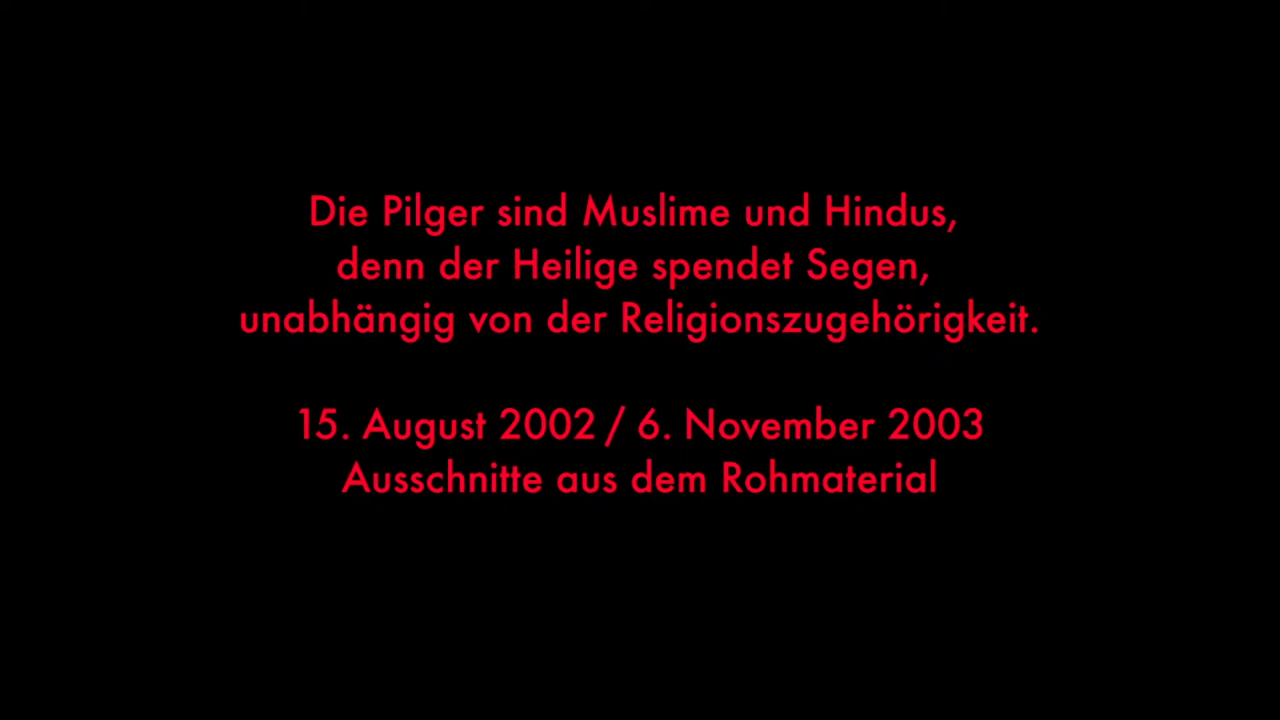 Die Pilger sind Muslime und Hindus,
denn der Heilige spendet Segen,
unabhängig von der Religionszugehörigkeit.
15. August 2002 / 6. November 2003
Ausschnitte aus dem Rohmaterial